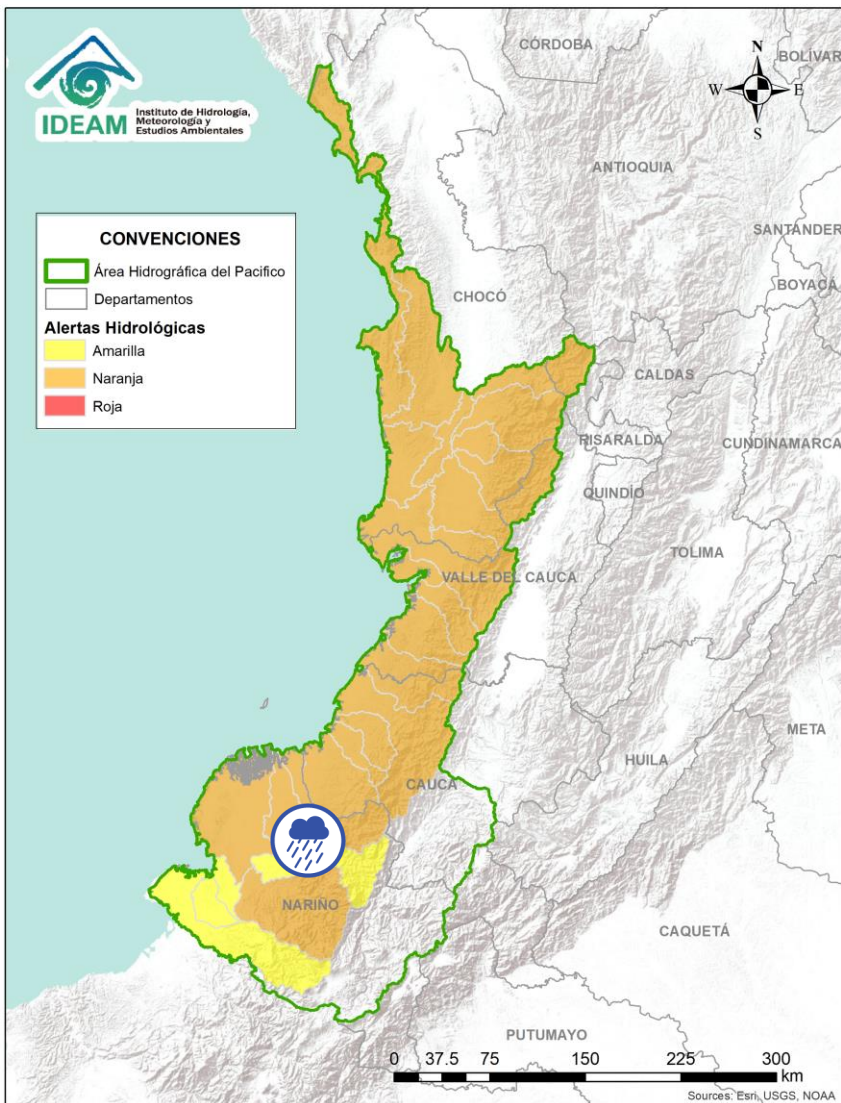 IDEAM
Instituto de Hidrología,
Meteorología y
Estudios Ambientales
CÓRDOBA
BOLÍVAR
N
W
E
S
ANTIOQUIA
SANTANDER
BOYACÁ
CONVENCIONES
Área Hidrográfica del Pacifico
Departamentos
Alertas Hidrológicas
Amarilla
Naranja
Roja
CHOCÓ
CALDAS
RISARALDA
CUNDINAMARCA
QUINDÍO
TOLIMA
VALLE DEL CAUCA
META
HUILA
CAUCA
NARIÑO
CAQUETÁ
PUTUMAYO
0 37.5 75 150 225 300
km
Sources: Esri, USGS, NOAA